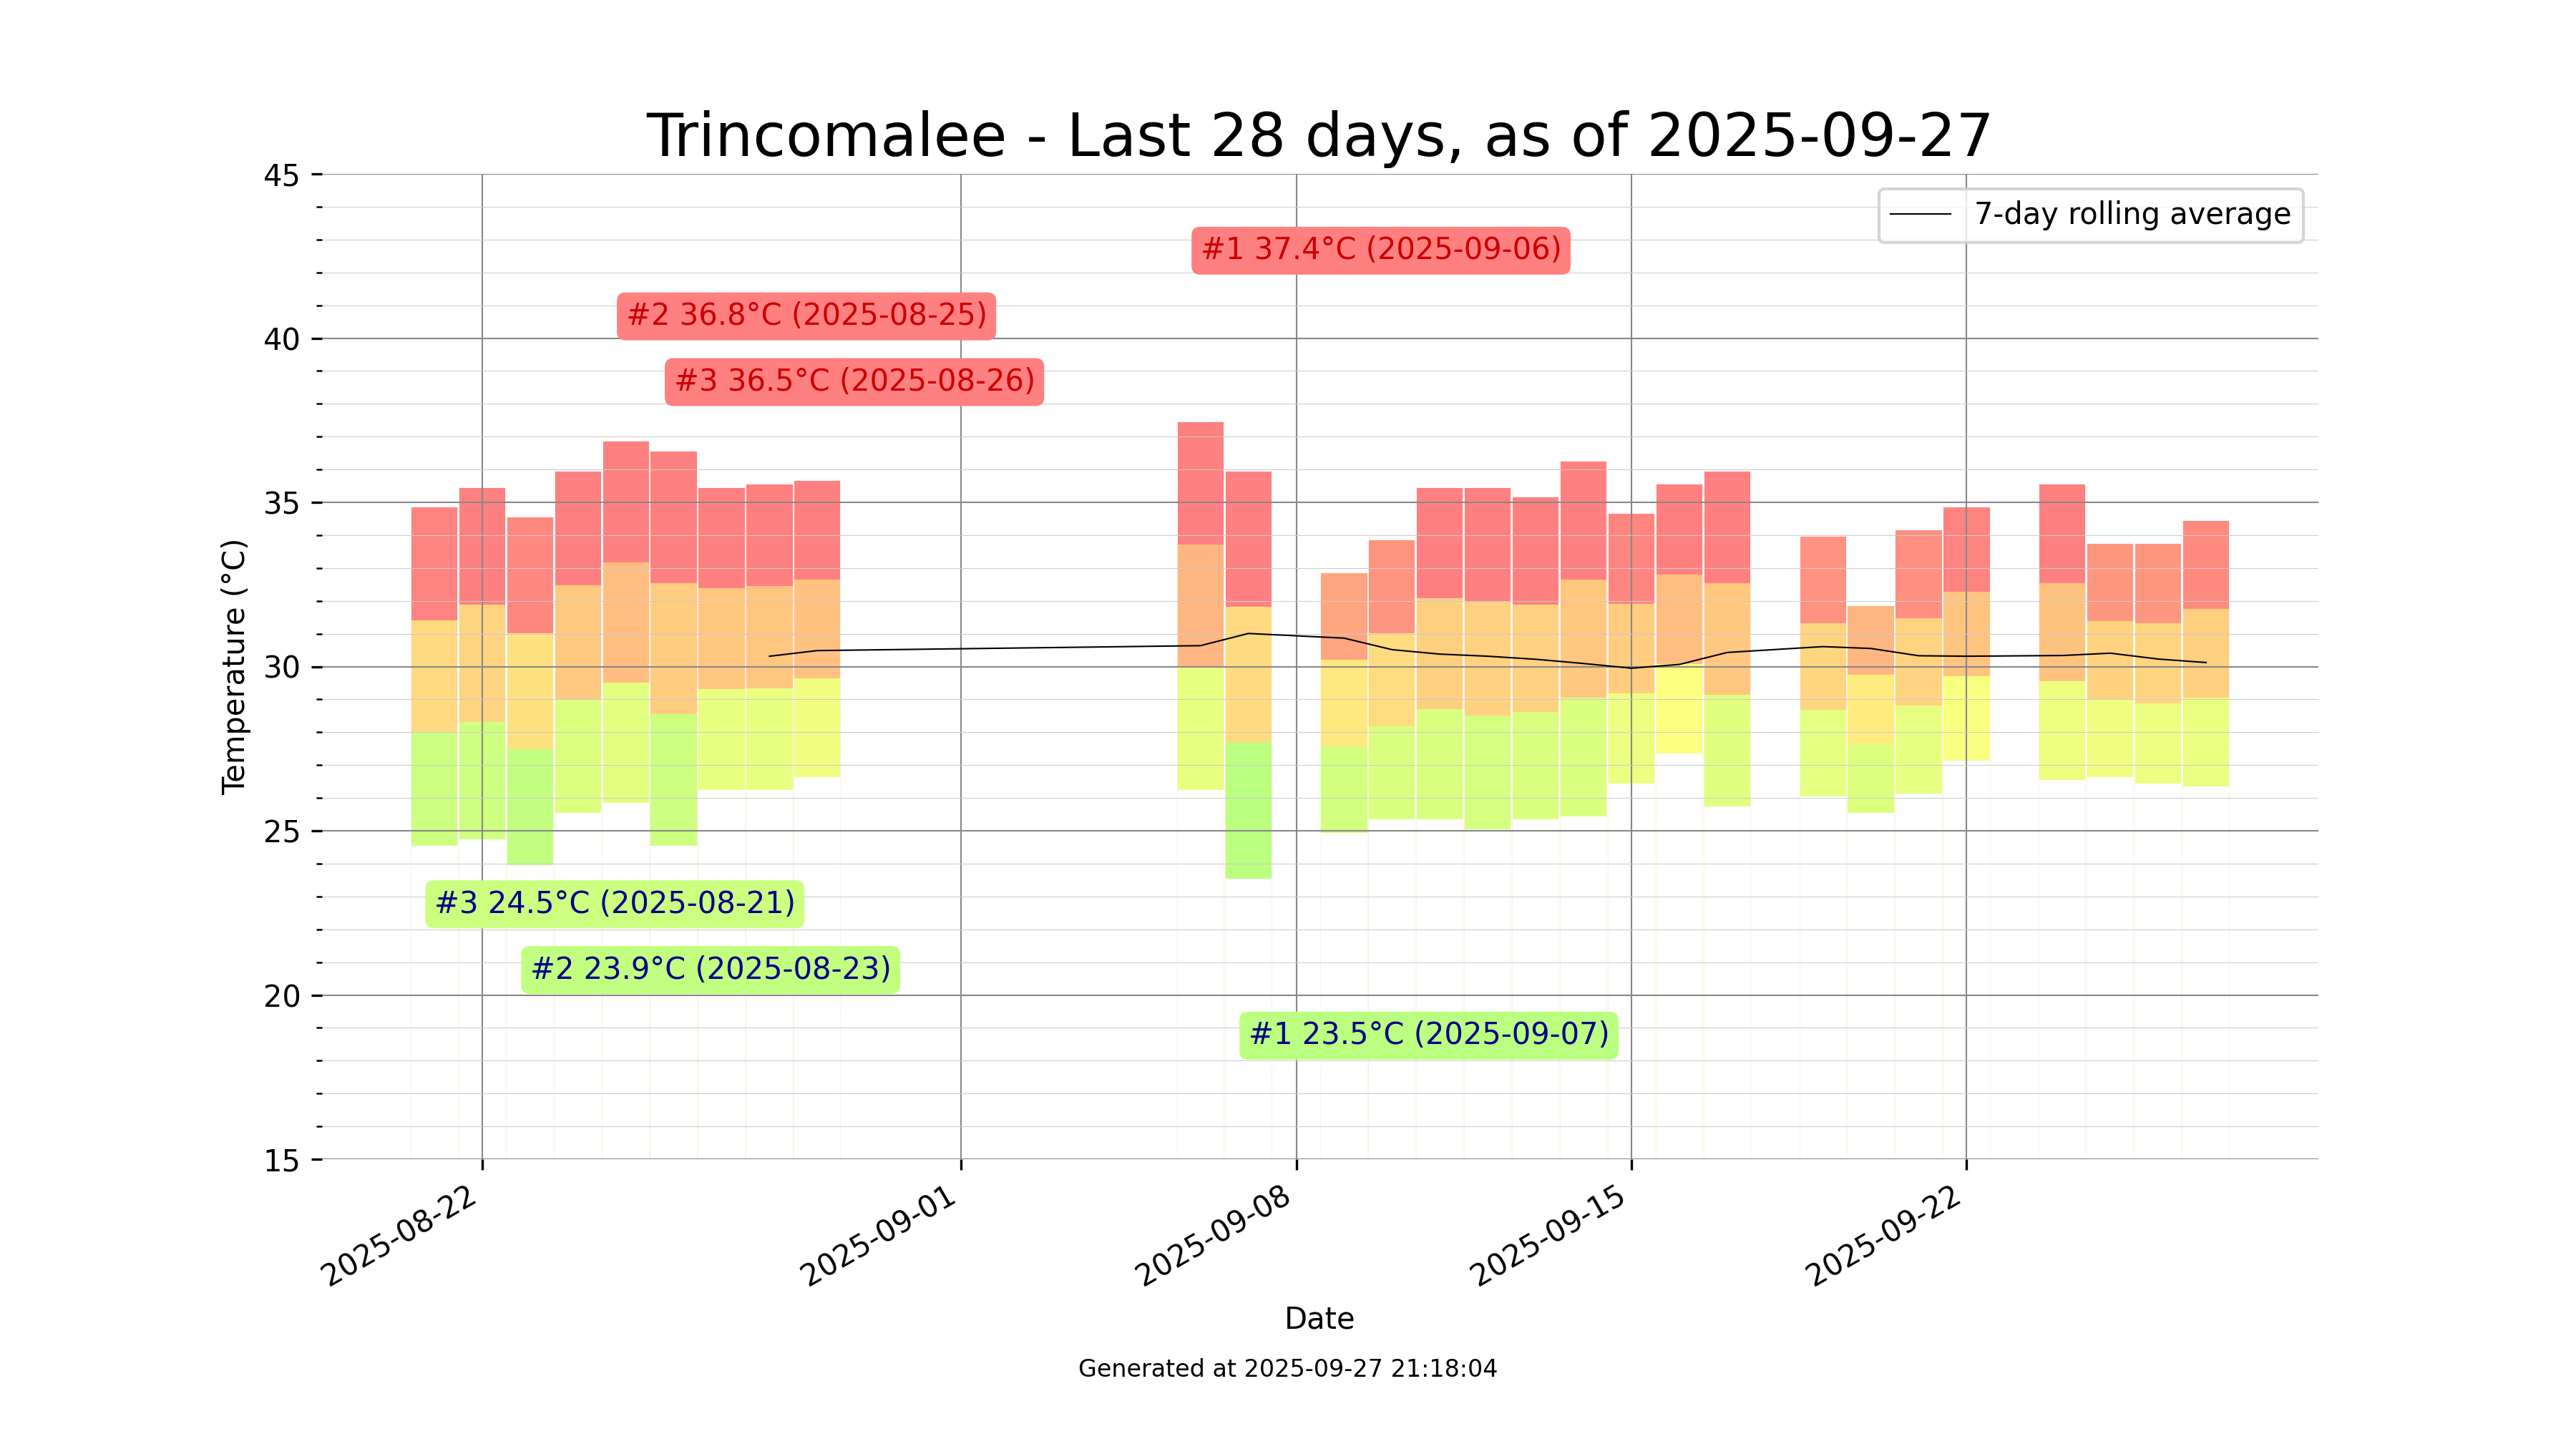 Trincomalee - Last 28 days, as of 2025-09-27
45
40
35
30
25
20
15
Temperature (°C)
7-day rolling average
#1 37.4°C (2025-09-06)
#2 36.8°C (2025-08-25)
#3 36.5°C (2025-08-26)
#3 24.5°C (2025-08-21)
#2 23.9°C (2025-08-23)
#1 23.5°C (2025-09-07)
2025-08-22
2025-09-01
2025-09-08
2025-09-15
2025-09-22
Date
Generated at 2025-09-27 21:18:04